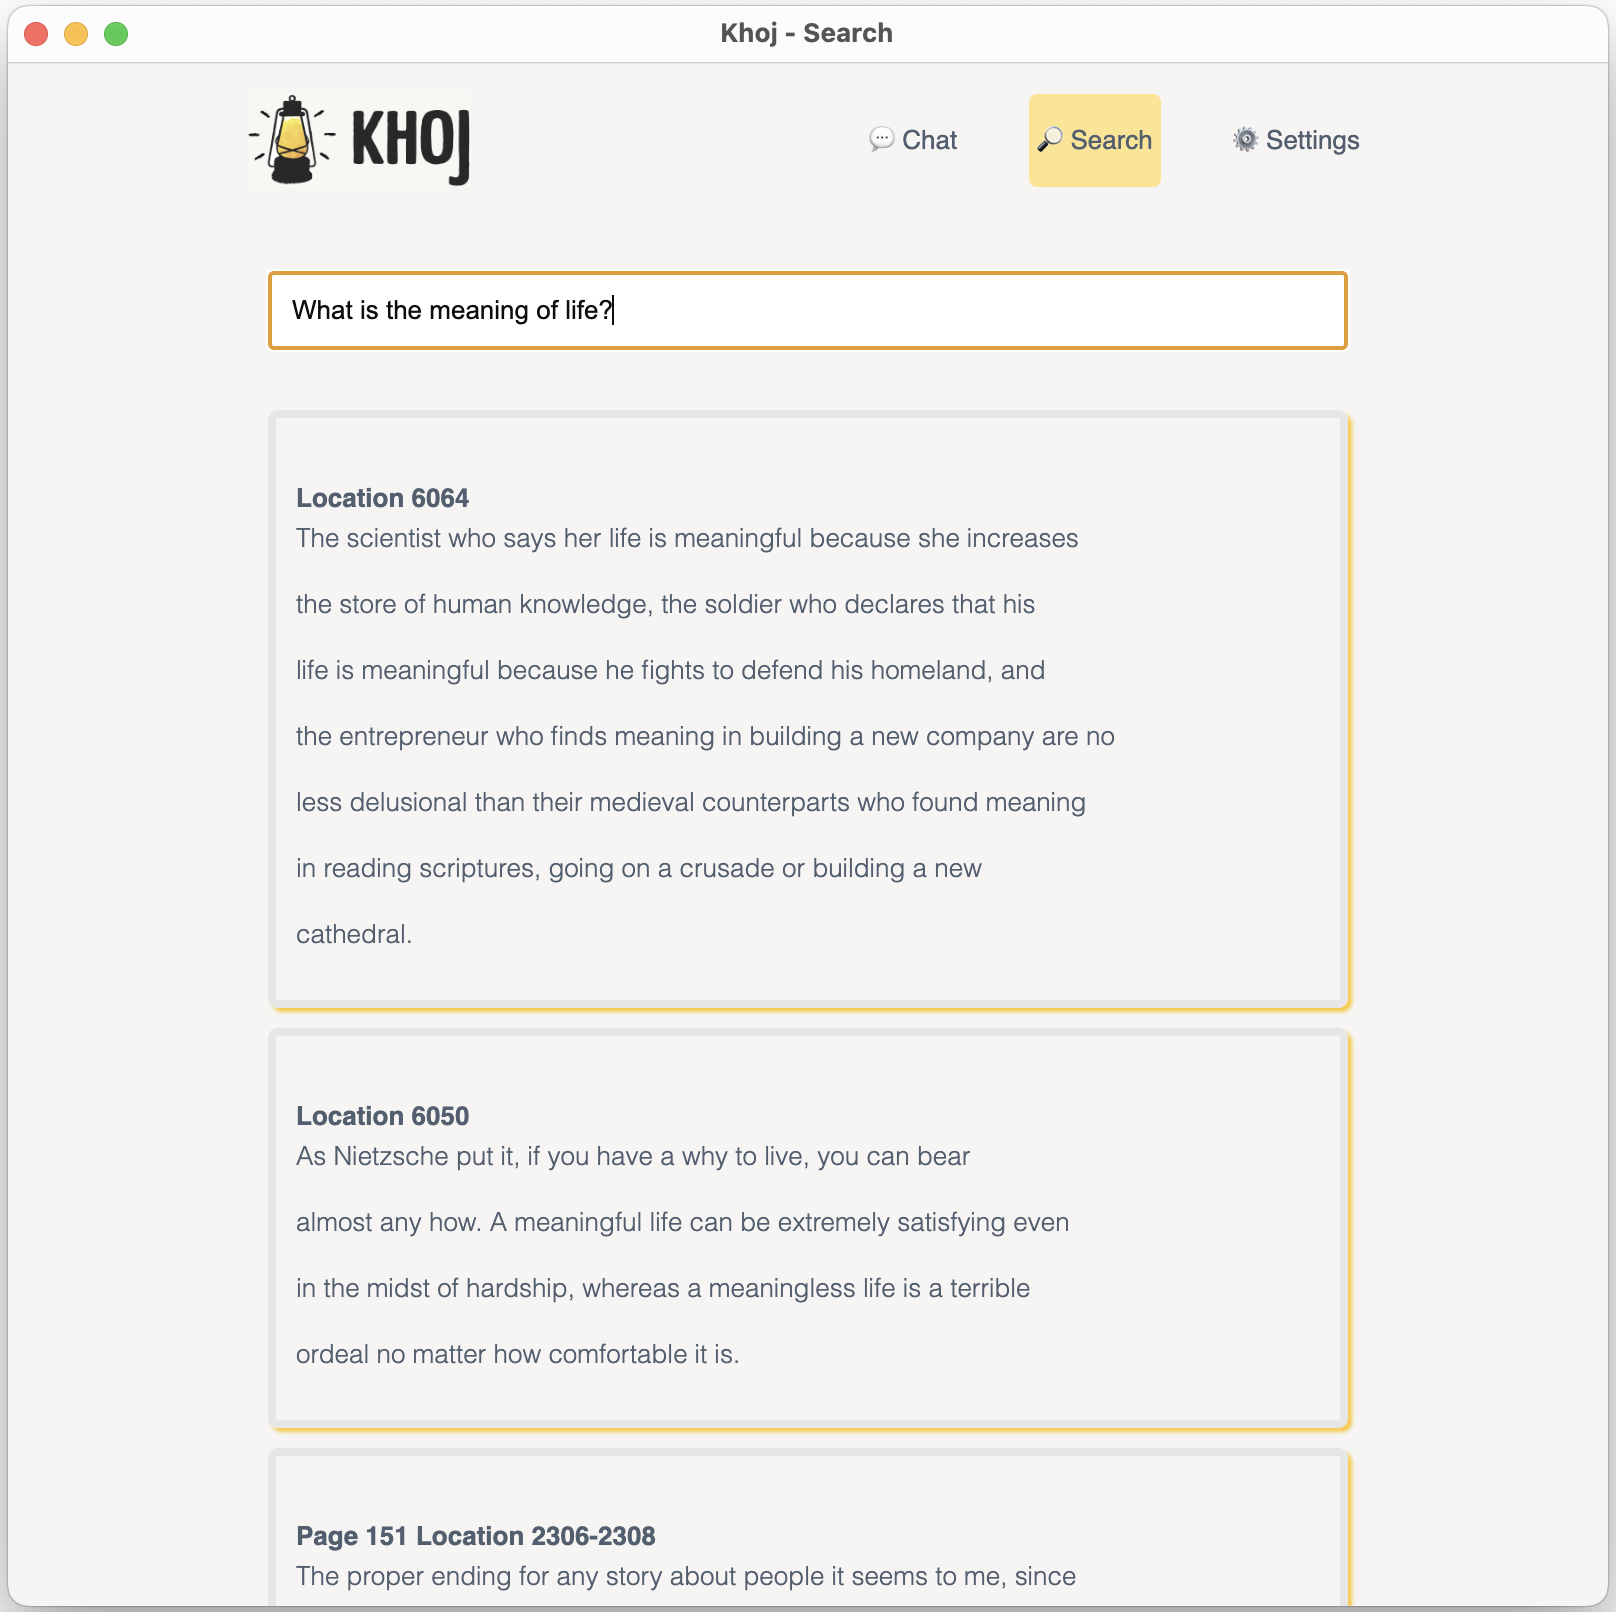 Khoj - Search
KHOJ
💬 Chat
🔎 Search
⚙️ Settings
What is the meaning of life?
Location 6064
The scientist who says her life is meaningful because she increases
the store of human knowledge, the soldier who declares that his
life is meaningful because he fights to defend his homeland, and
the entrepreneur who finds meaning in building a new company are no
less delusional than their medieval counterparts who found meaning
in reading scriptures, going on a crusade or building a new
cathedral.
Location 6050
As Nietzsche put it, if you have a why to live, you can bear
almost any how. A meaningful life can be extremely satisfying even
in the midst of hardship, whereas a meaningless life is a terrible
ordeal no matter how comfortable it is.
Page 151 Location 2306-2308
The proper ending for any story about people it seems to me, since